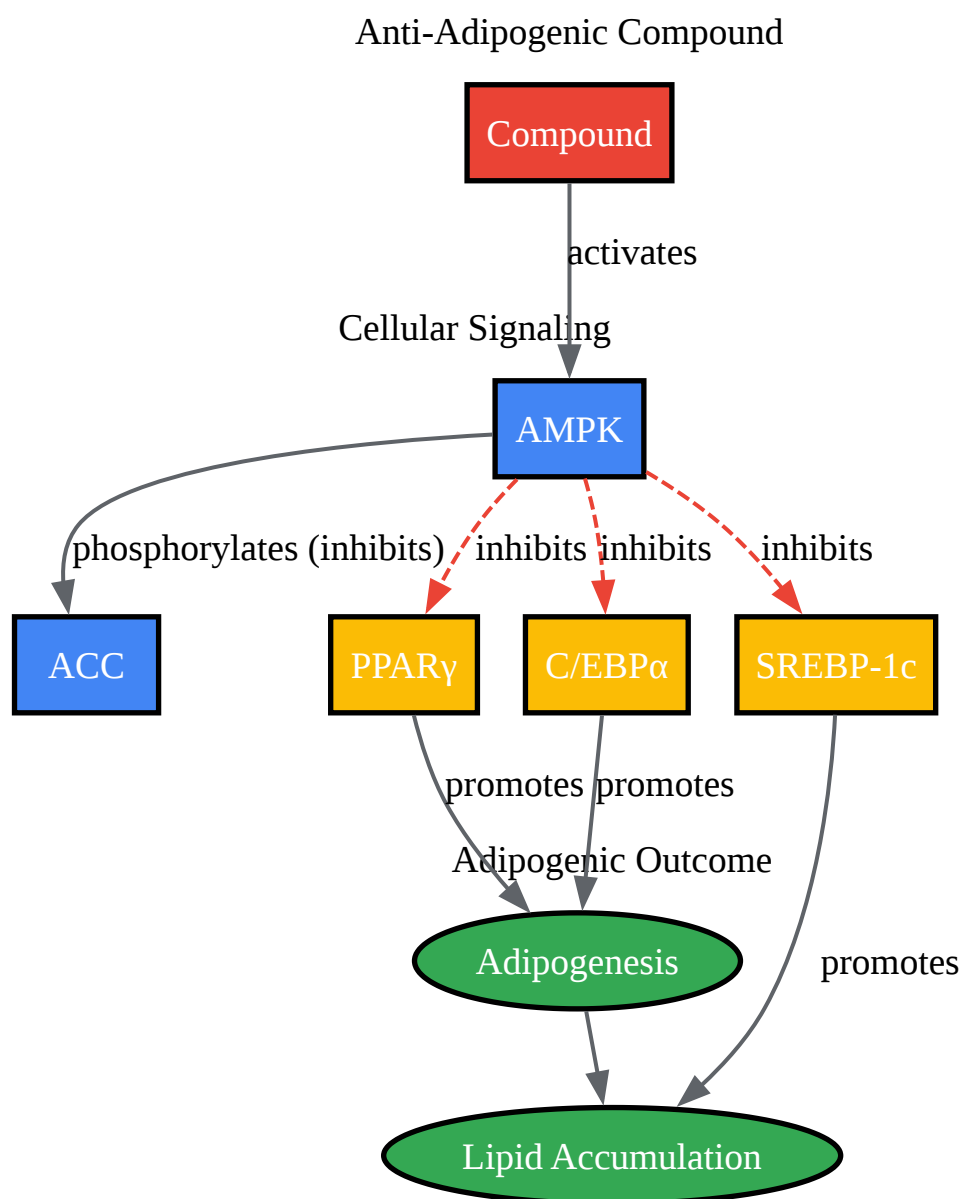 Anti-Adipogenic Compound
Compound
activates
Cellular Signaling
AMPK
phosphorylates (inhibits)
inhibits
inhibits
inhibits
ACC
PPARγ
C/EBPα
SREBP-1c
promotes
promotes
Adipogenic Outcome
Adipogenesis
promotes
Lipid Accumulation